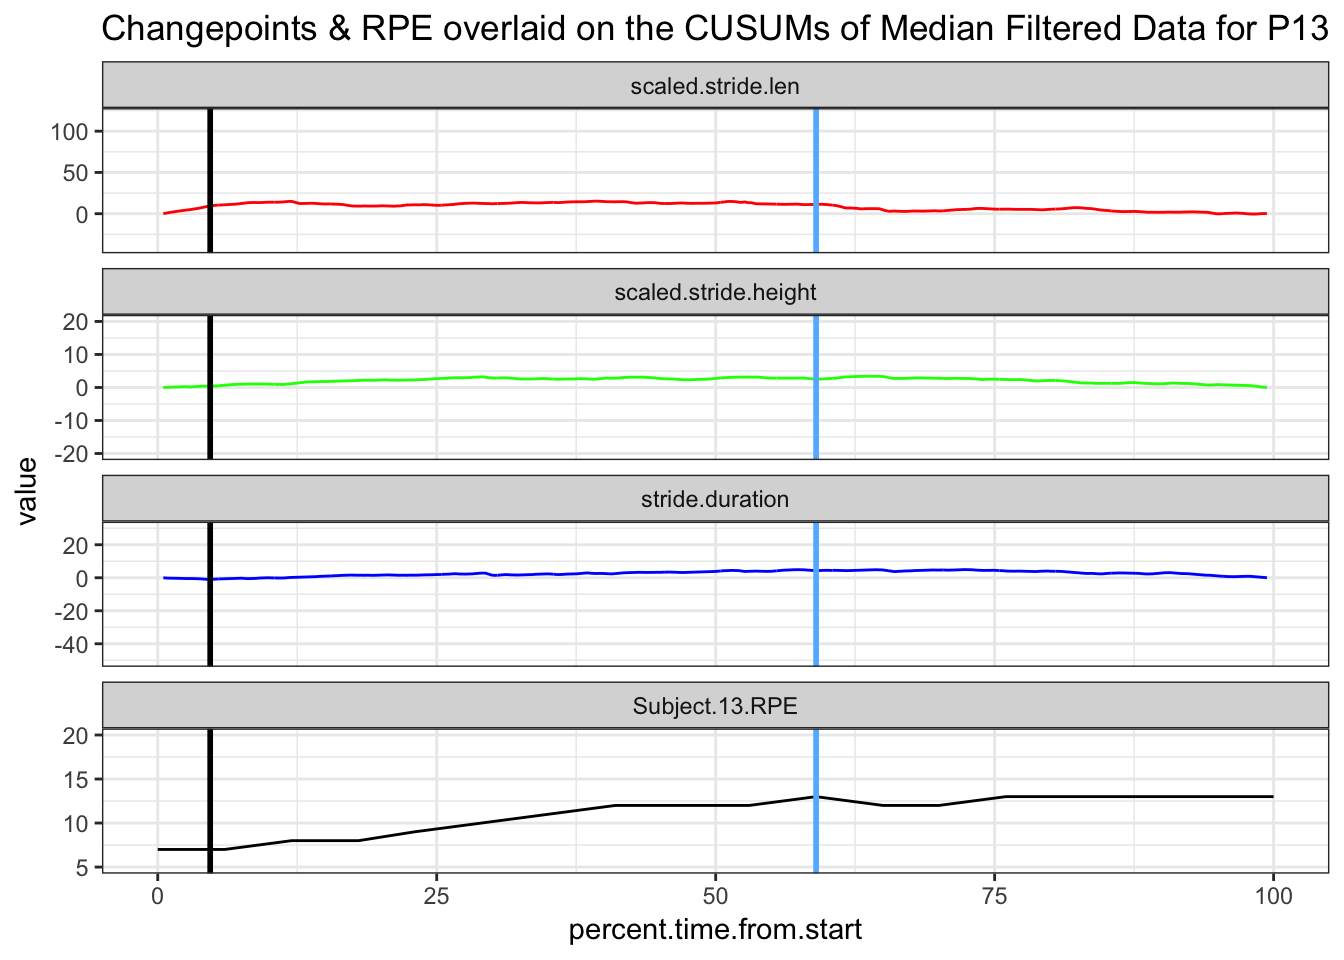 Changepoints & RPE overlaid on the CUSUMs of Median Filtered Data for P13
scaled.stride.len
100
50
0
scaled.stride.height
20
10
0
-10
-20
stride.duration
20
0
-20
-40
Subject.13.RPE
20
15
10
5
0 25 50 75 100
percent.time.from.start
value